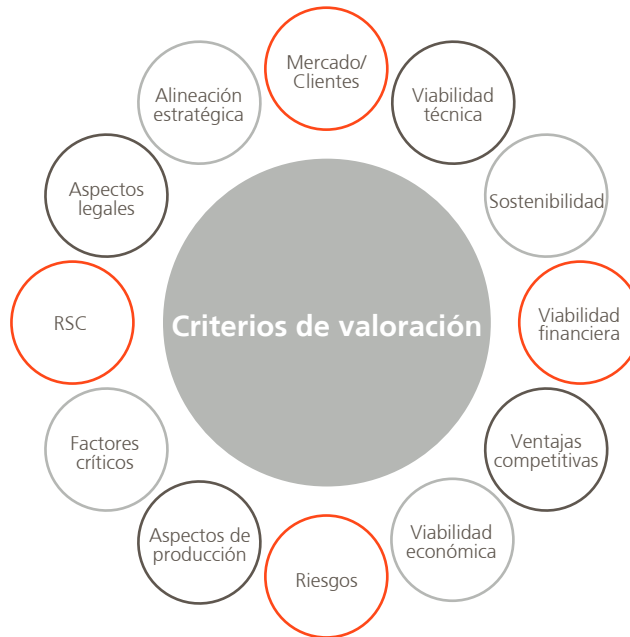 Mercado/
Clientes
Viabilidad
técnica
Sostenibilidad
Viabilidad
financiera
Ventajas
competitivas
Viabilidad
económica
Riesgos
Aspectos de
producción
Factores
críticos
RSC
Aspectos
legales
Alineación
estratégica
Criterios de valoración